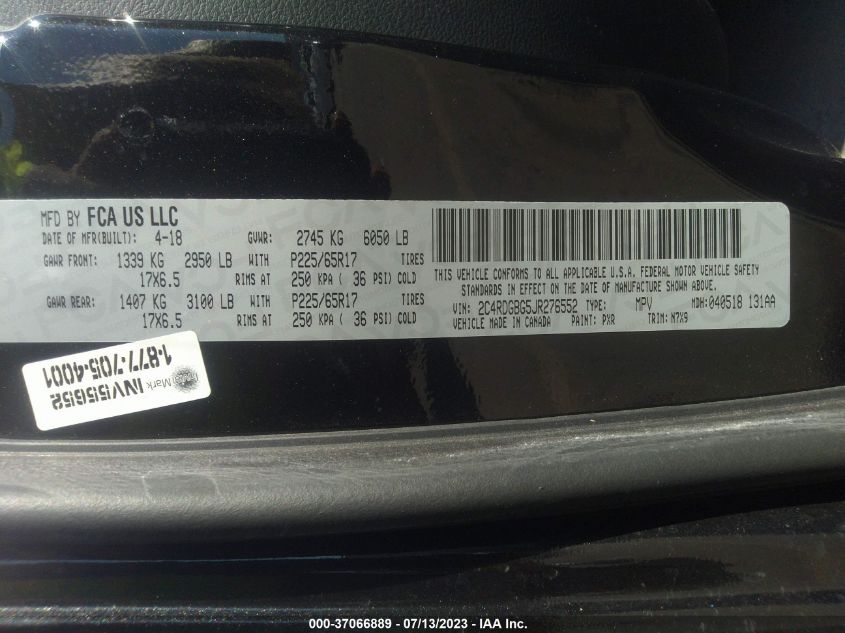 MFD BY FCA US LLC
DATE OF MFR(BUILT): 4-18 GVWR: 2745 KG 6050 LB
GAWR FRONT: 1339 KG 2950 LB WITH P225/65R17 TIRES
17X6.5 RIMS AT 250 KPA ( 36 PSI) COLD
GAWR REAR: 1407 KG 3100 LB WITH P225/65R17 TIRES
17X6.5 RIMS AT 250 KPA ( 36 PSI) COLD
THIS VEHICLE CONFORMS TO ALL APPLICABLE U.S.A. FEDERAL MOTOR VEHICLE SAFETY
STANDARDS IN EFFECT ON THE DATE OF MANUFACTURE SHOWN ABOVE.
VIN: 2C4RDGBG5JR276552 TYPE: MPV MDH: 040518 131AA
VEHICLE MADE IN CANADA PAINT: PXR TRIM: M7X9
Mark INV1556152
1-877-705-4001
000-37066889 / 07/13/2023 - IAA Inc.